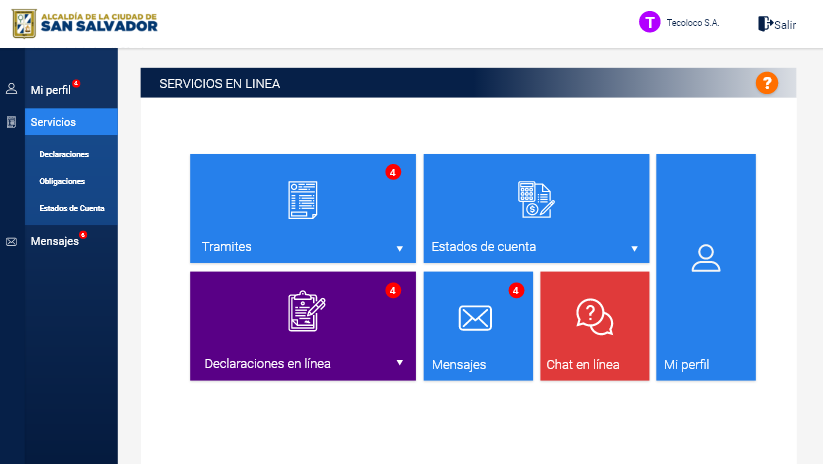 ALCALDÍA DE LA CIUDAD DE
SAN SALVADOR
T
Tecoloco S.A.
Salir
Mi perfil 4
Servicios
Declaraciones
Obligaciones
Estados de Cuenta
Mensajes 6
SERVICIOS EN LINEA
?
4
Tramites
Estados de cuenta
4
Declaraciones en línea
4
Mensajes
?
Chat en línea
Mi perfil